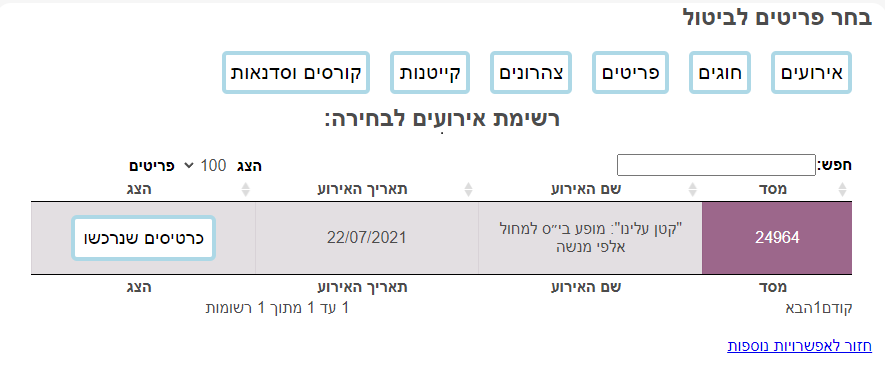 בחר פריטים לביטול
אירועים חוגים פריטים צהרונים קייטנות קורסים וסדנאות
רשימת אירועים לבחירה:
חפש: הצג 100 פריטים
מסד שם האירוע תאריך האירוע הצג
24964 "קטן עלינו": מופע בי״ס למחול 22/07/2021 כרטיסים שנרכשו
אלפי מנשה
מסד שם האירוע תאריך האירוע הצג
קודם1הבא 1 עד 1 מתוך 1 רשומות
חזור לאפשרויות נוספות